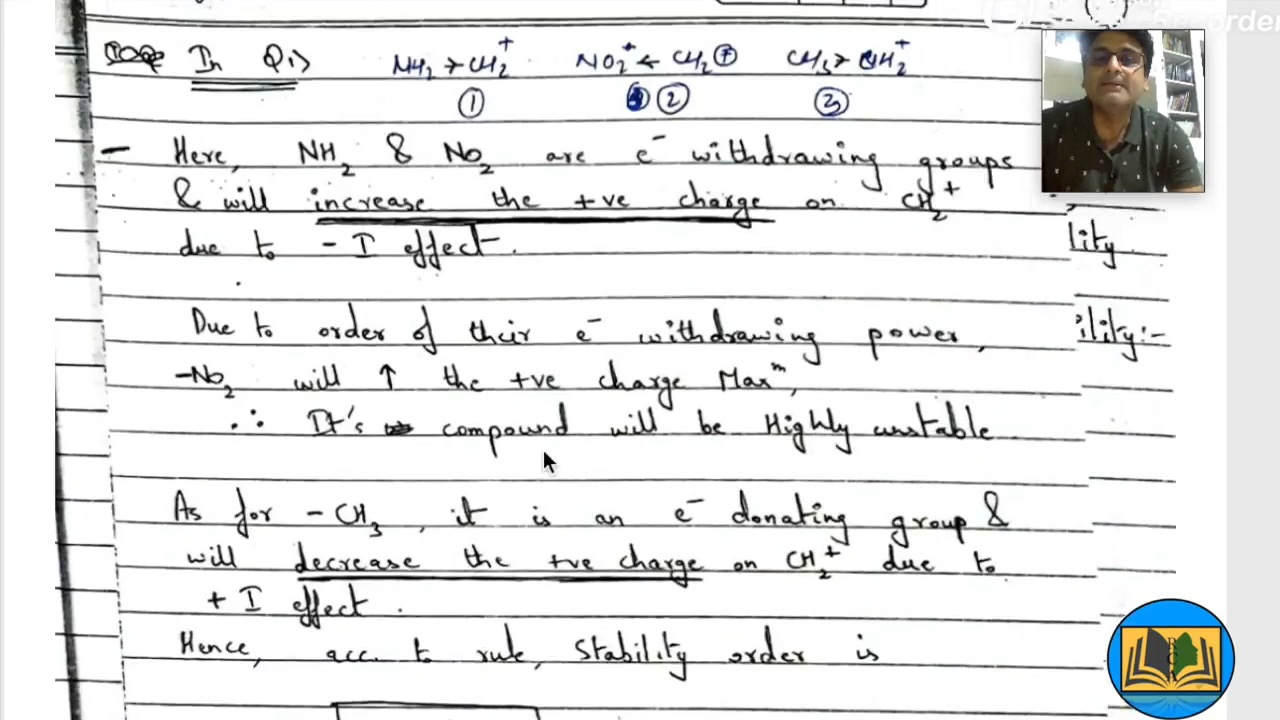 In Q1>
NH2 > CH2+ NO2+ ← CH2⊕ CH3 > CH2+
① ② ③
– Here, NH2 & NO2 are e– withdrawing groups
& will increase the +ve charge on CH2+
due to – I effect.
lity
Due to order of their e– withdrawing power,
ility:-
–NO2 will ↑ the +ve charge Maxm,
∴ It's compound will be Highly unstable
As for – CH3, it is an e– donating group &
will decrease the +ve charge on CH2+ due to
+ I effect.
Hence, acc. to rule, Stability order is